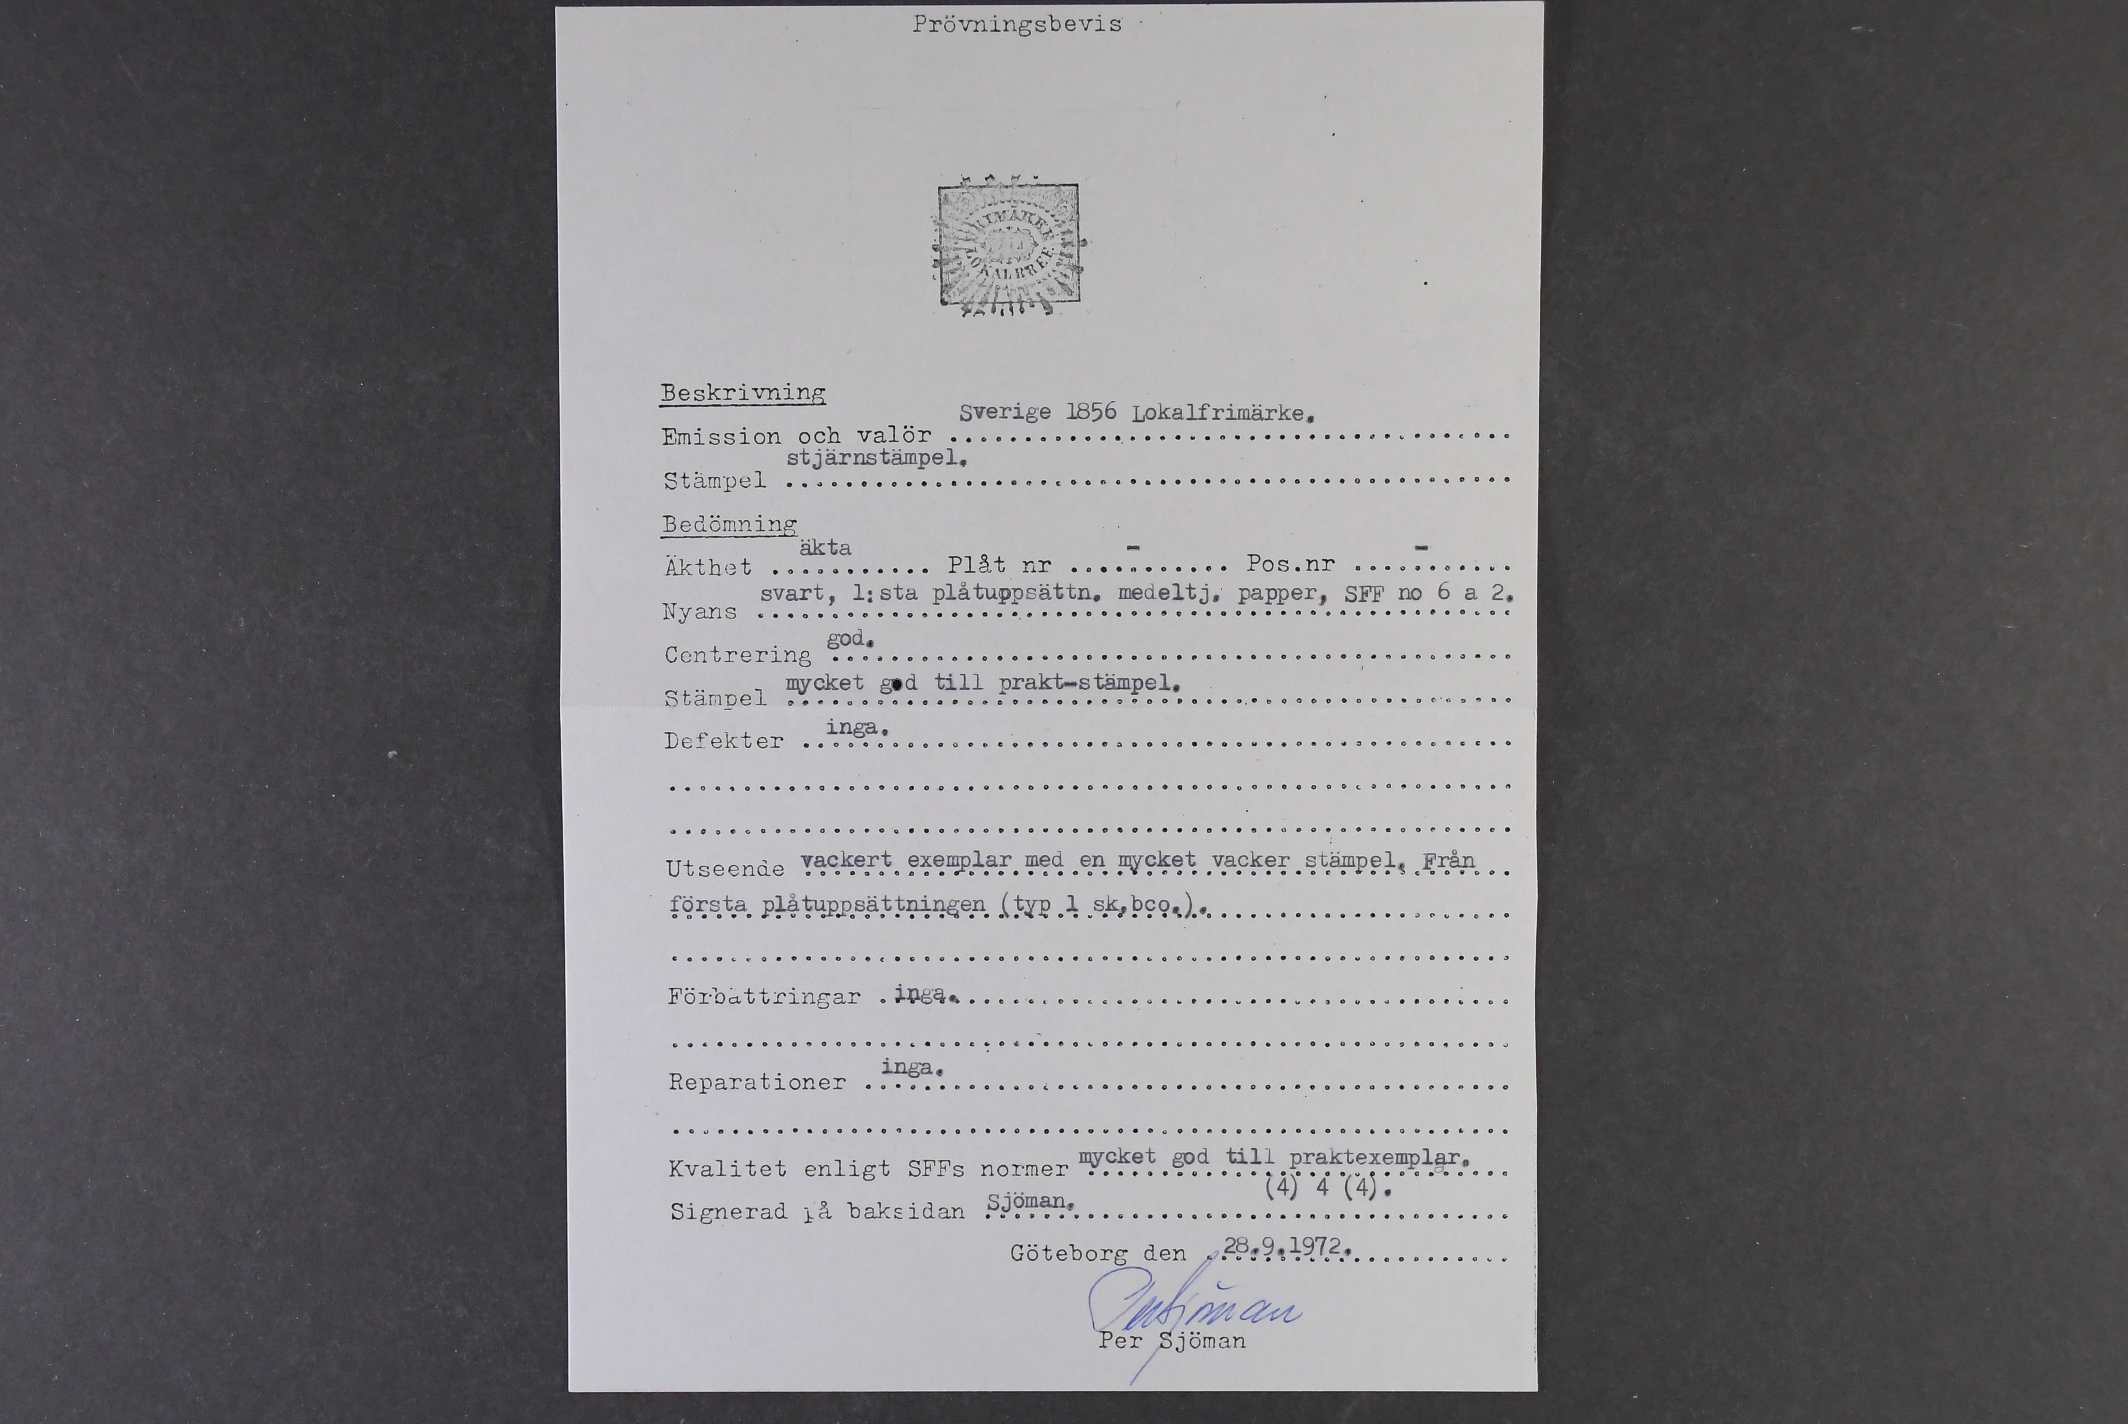 Prövningsbevis
FRIMÄRKE
LOKALBREF
Beskrivning
Sverige 1856 Lokalfrimärke.
Emission och valör
stjärnstämpel.
Stämpel
Bedömning
äkta - -
Äkthet Plåt nr Pos.nr
svart, 1:sta plåtuppsättn. medeltj. papper, SFF no 6 a 2.
Nyans
god.
Centrering
mycket god till prakt-stämpel.
Stämpel
inga.
Defekter
Utseende vackert exemplar med en mycket vacker stämpel. Från
första plåtuppsättningen (typ 1 sk,bco.).
Förbättringar inga.
inga.
Reparationer
Kvalitet enligt SFFs normer mycket god till praktexemplar.
(4) 4 (4).
Signerad på baksidan Sjöman.
Göteborg den 28.9.1972.
Per Sjöman
Per Sjöman